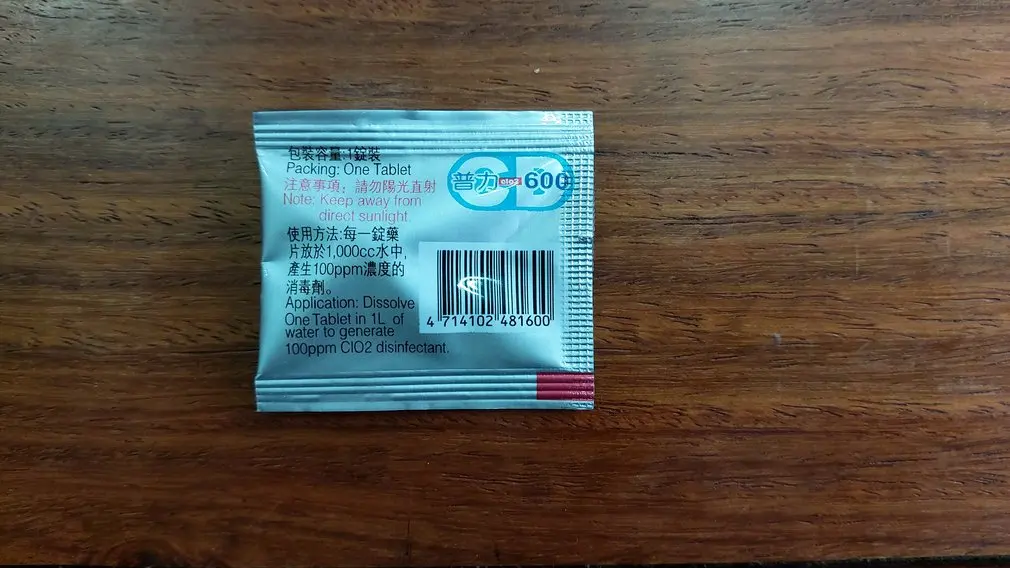 包裝容量:1錠裝
Packing: One Tablet
注意事項：請勿陽光直射
Note: Keep away from
direct sunlight.
CD
普力 clo2 600
使用方法:每一錠藥
片放於1,000cc水中,
產生100ppm濃度的
消毒劑。
Application: Dissolve
One Tablet in 1L of
water to generate
100ppm ClO2 disinfectant.
4 714102 481600